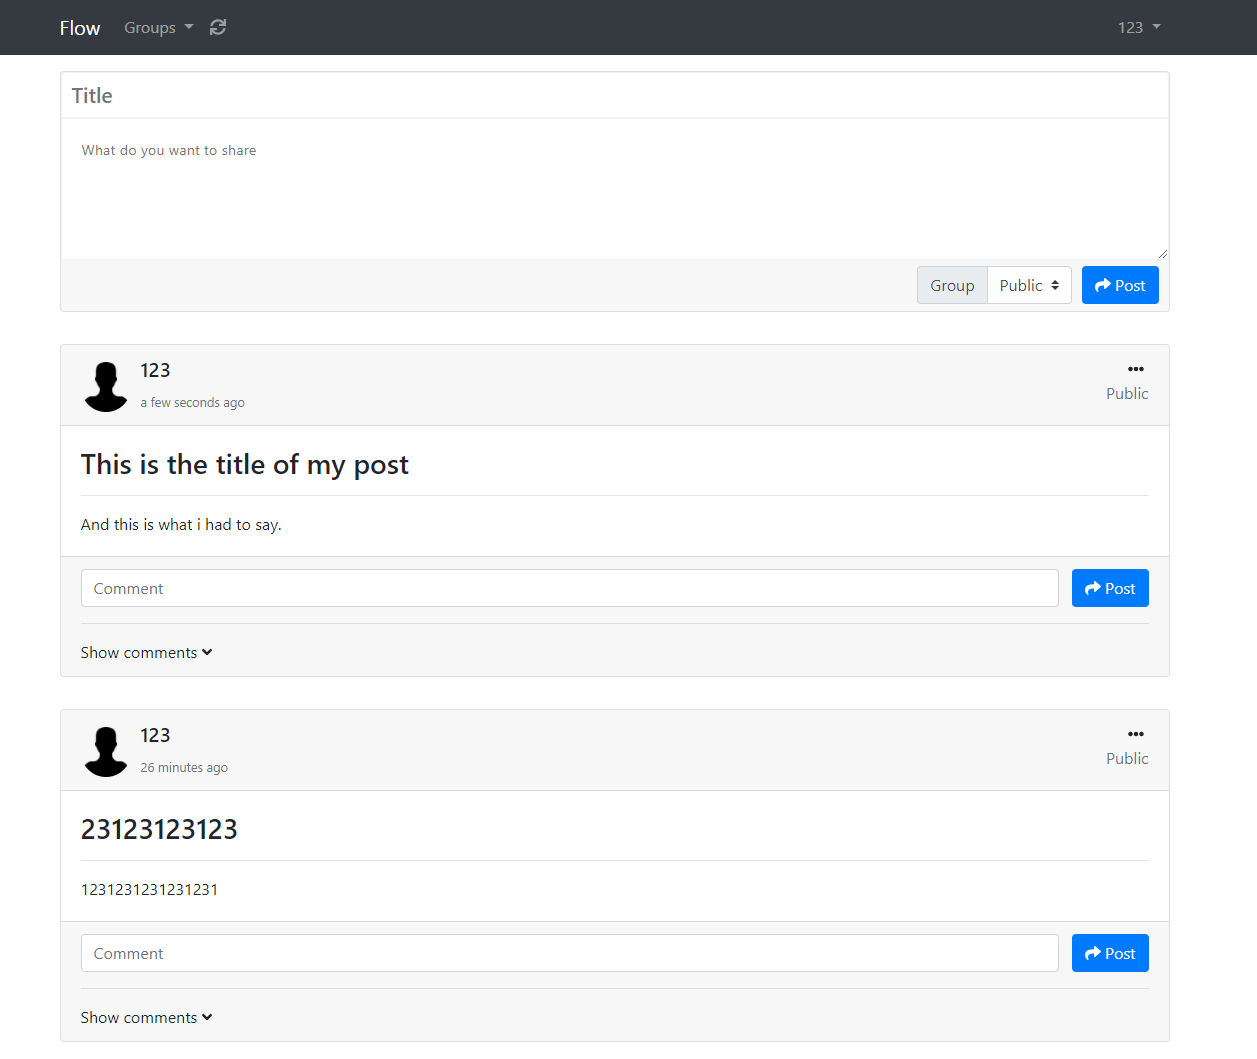 Flow Groups 123
Title
What do you want to share
Group Public Post
123
a few seconds ago
Public
This is the title of my post
And this is what i had to say.
Comment Post
Show comments
123
26 minutes ago
Public
23123123123
1231231231231231
Comment Post
Show comments